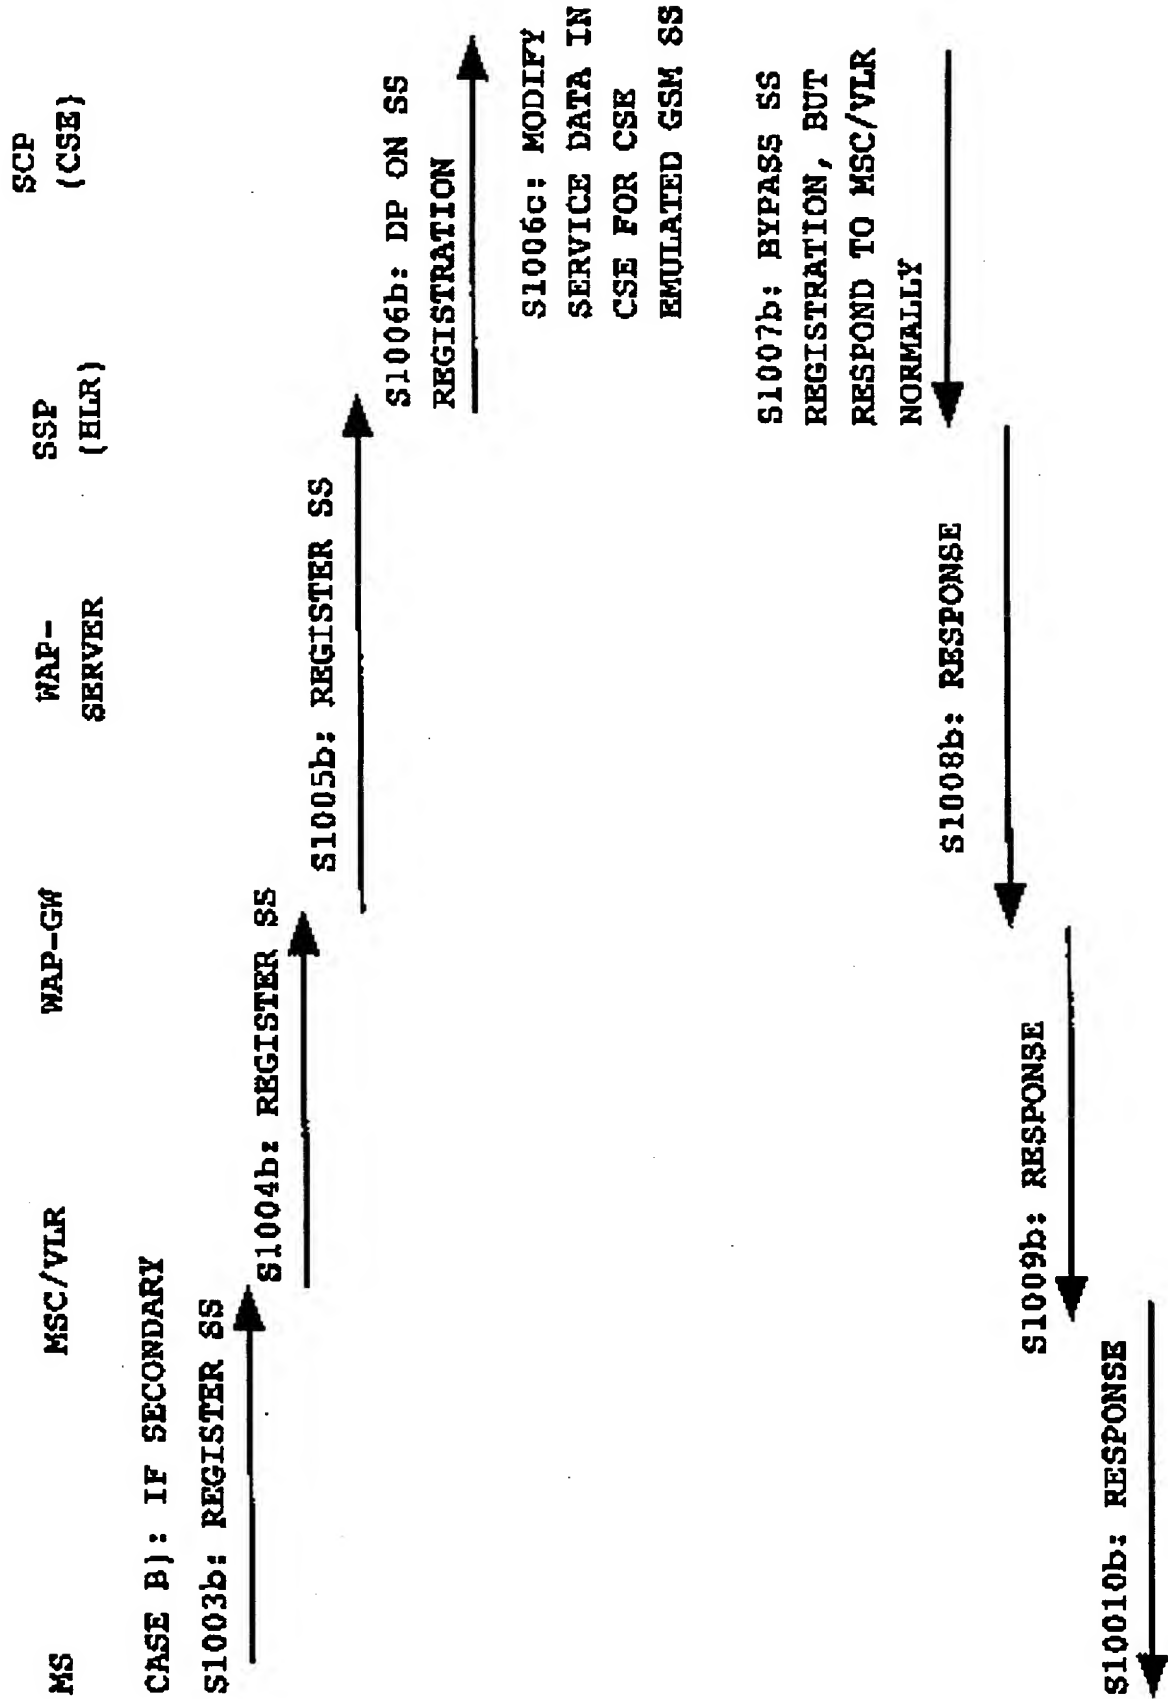 MS
MSC/VLR
WAP-GW
WAP-
SERVER
SSP
(HLR)
SCP
(CSE)
CASE B): IF SECONDARY
S1003b: REGISTER SS
S1004b: REGISTER SS
S1005b: REGISTER SS
S1006b: DP ON SS
REGISTRATION
S1006c: MODIFY
SERVICE DATA IN
CSE FOR CSE
EMULATED GSM SS
S1007b: BYPASS SS
REGISTRATION, BUT
RESPOND TO MSC/VLR
NORMALLY
S1008b: RESPONSE
S1009b: RESPONSE
S10010b: RESPONSE